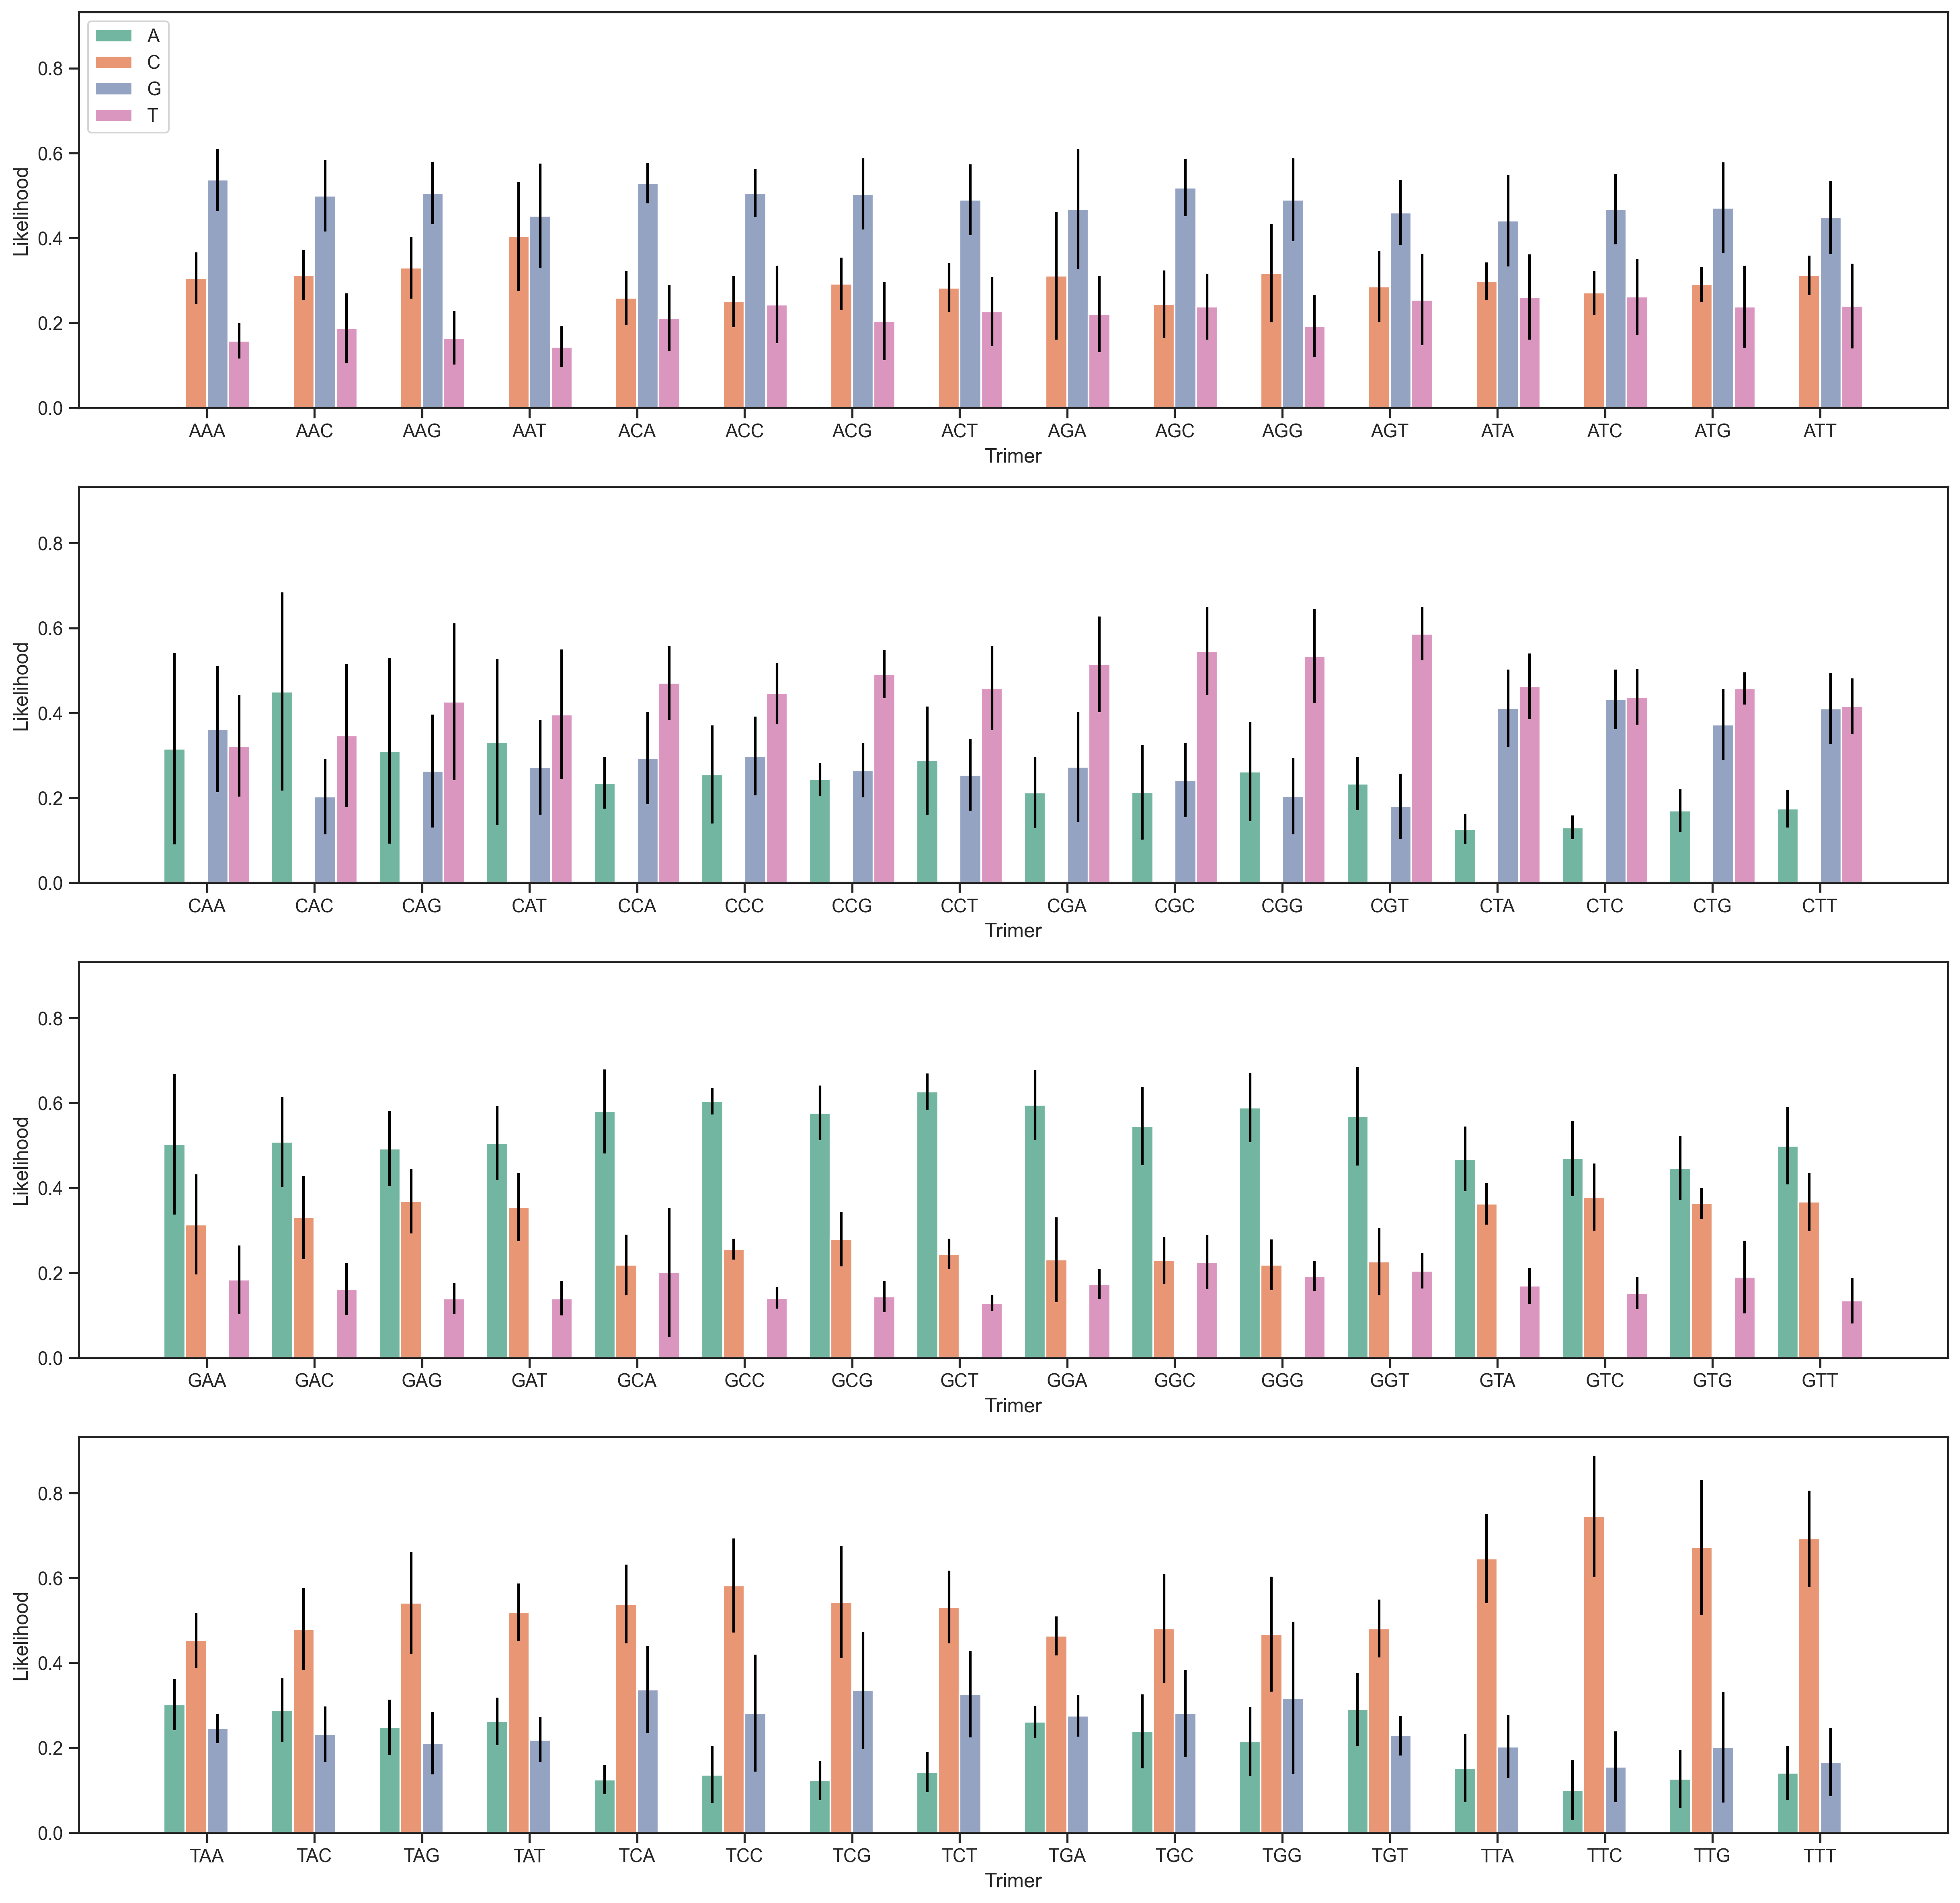 A
C
G
T
0.8
0.6
0.4
0.2
0.0
Likelihood
AAA AAC AAG AAT ACA ACC ACG ACT AGA AGC AGG AGT ATA ATC ATG ATT
Trimer
0.8
0.6
0.4
0.2
0.0
Likelihood
CAA CAC CAG CAT CCA CCC CCG CCT CGA CGC CGG CGT CTA CTC CTG CTT
Trimer
0.8
0.6
0.4
0.2
0.0
Likelihood
GAA GAC GAG GAT GCA GCC GCG GCT GGA GGC GGG GGT GTA GTC GTG GTT
Trimer
0.8
0.6
0.4
0.2
0.0
Likelihood
TAA TAC TAG TAT TCA TCC TCG TCT TGA TGC TGG TGT TTA TTC TTG TTT
Trimer